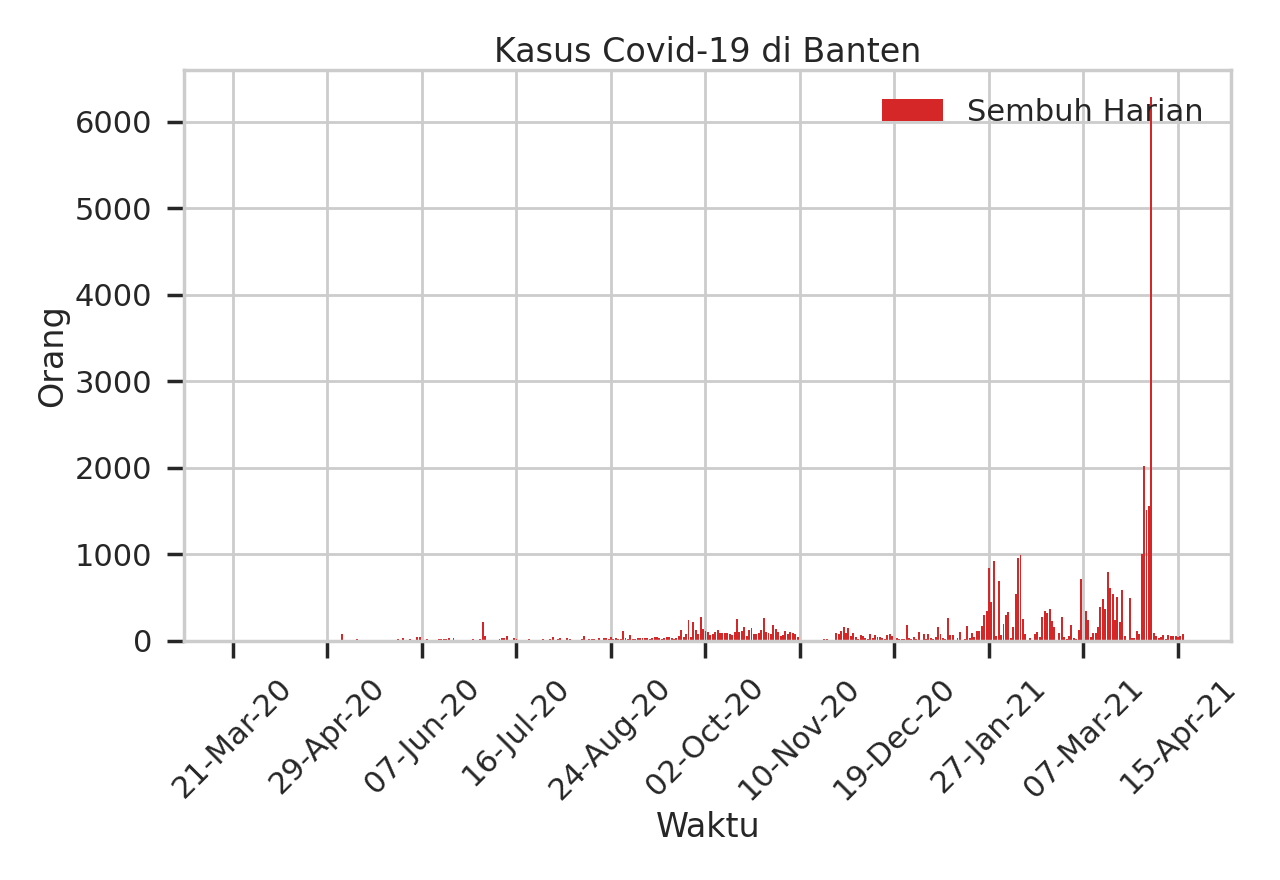 Kasus Covid-19 di Banten
Sembuh Harian
6000
5000
4000
3000
2000
1000
0
Orang
21-Mar-20
29-Apr-20
07-Jun-20
16-Jul-20
24-Aug-20
02-Oct-20
10-Nov-20
19-Dec-20
27-Jan-21
07-Mar-21
15-Apr-21
Waktu